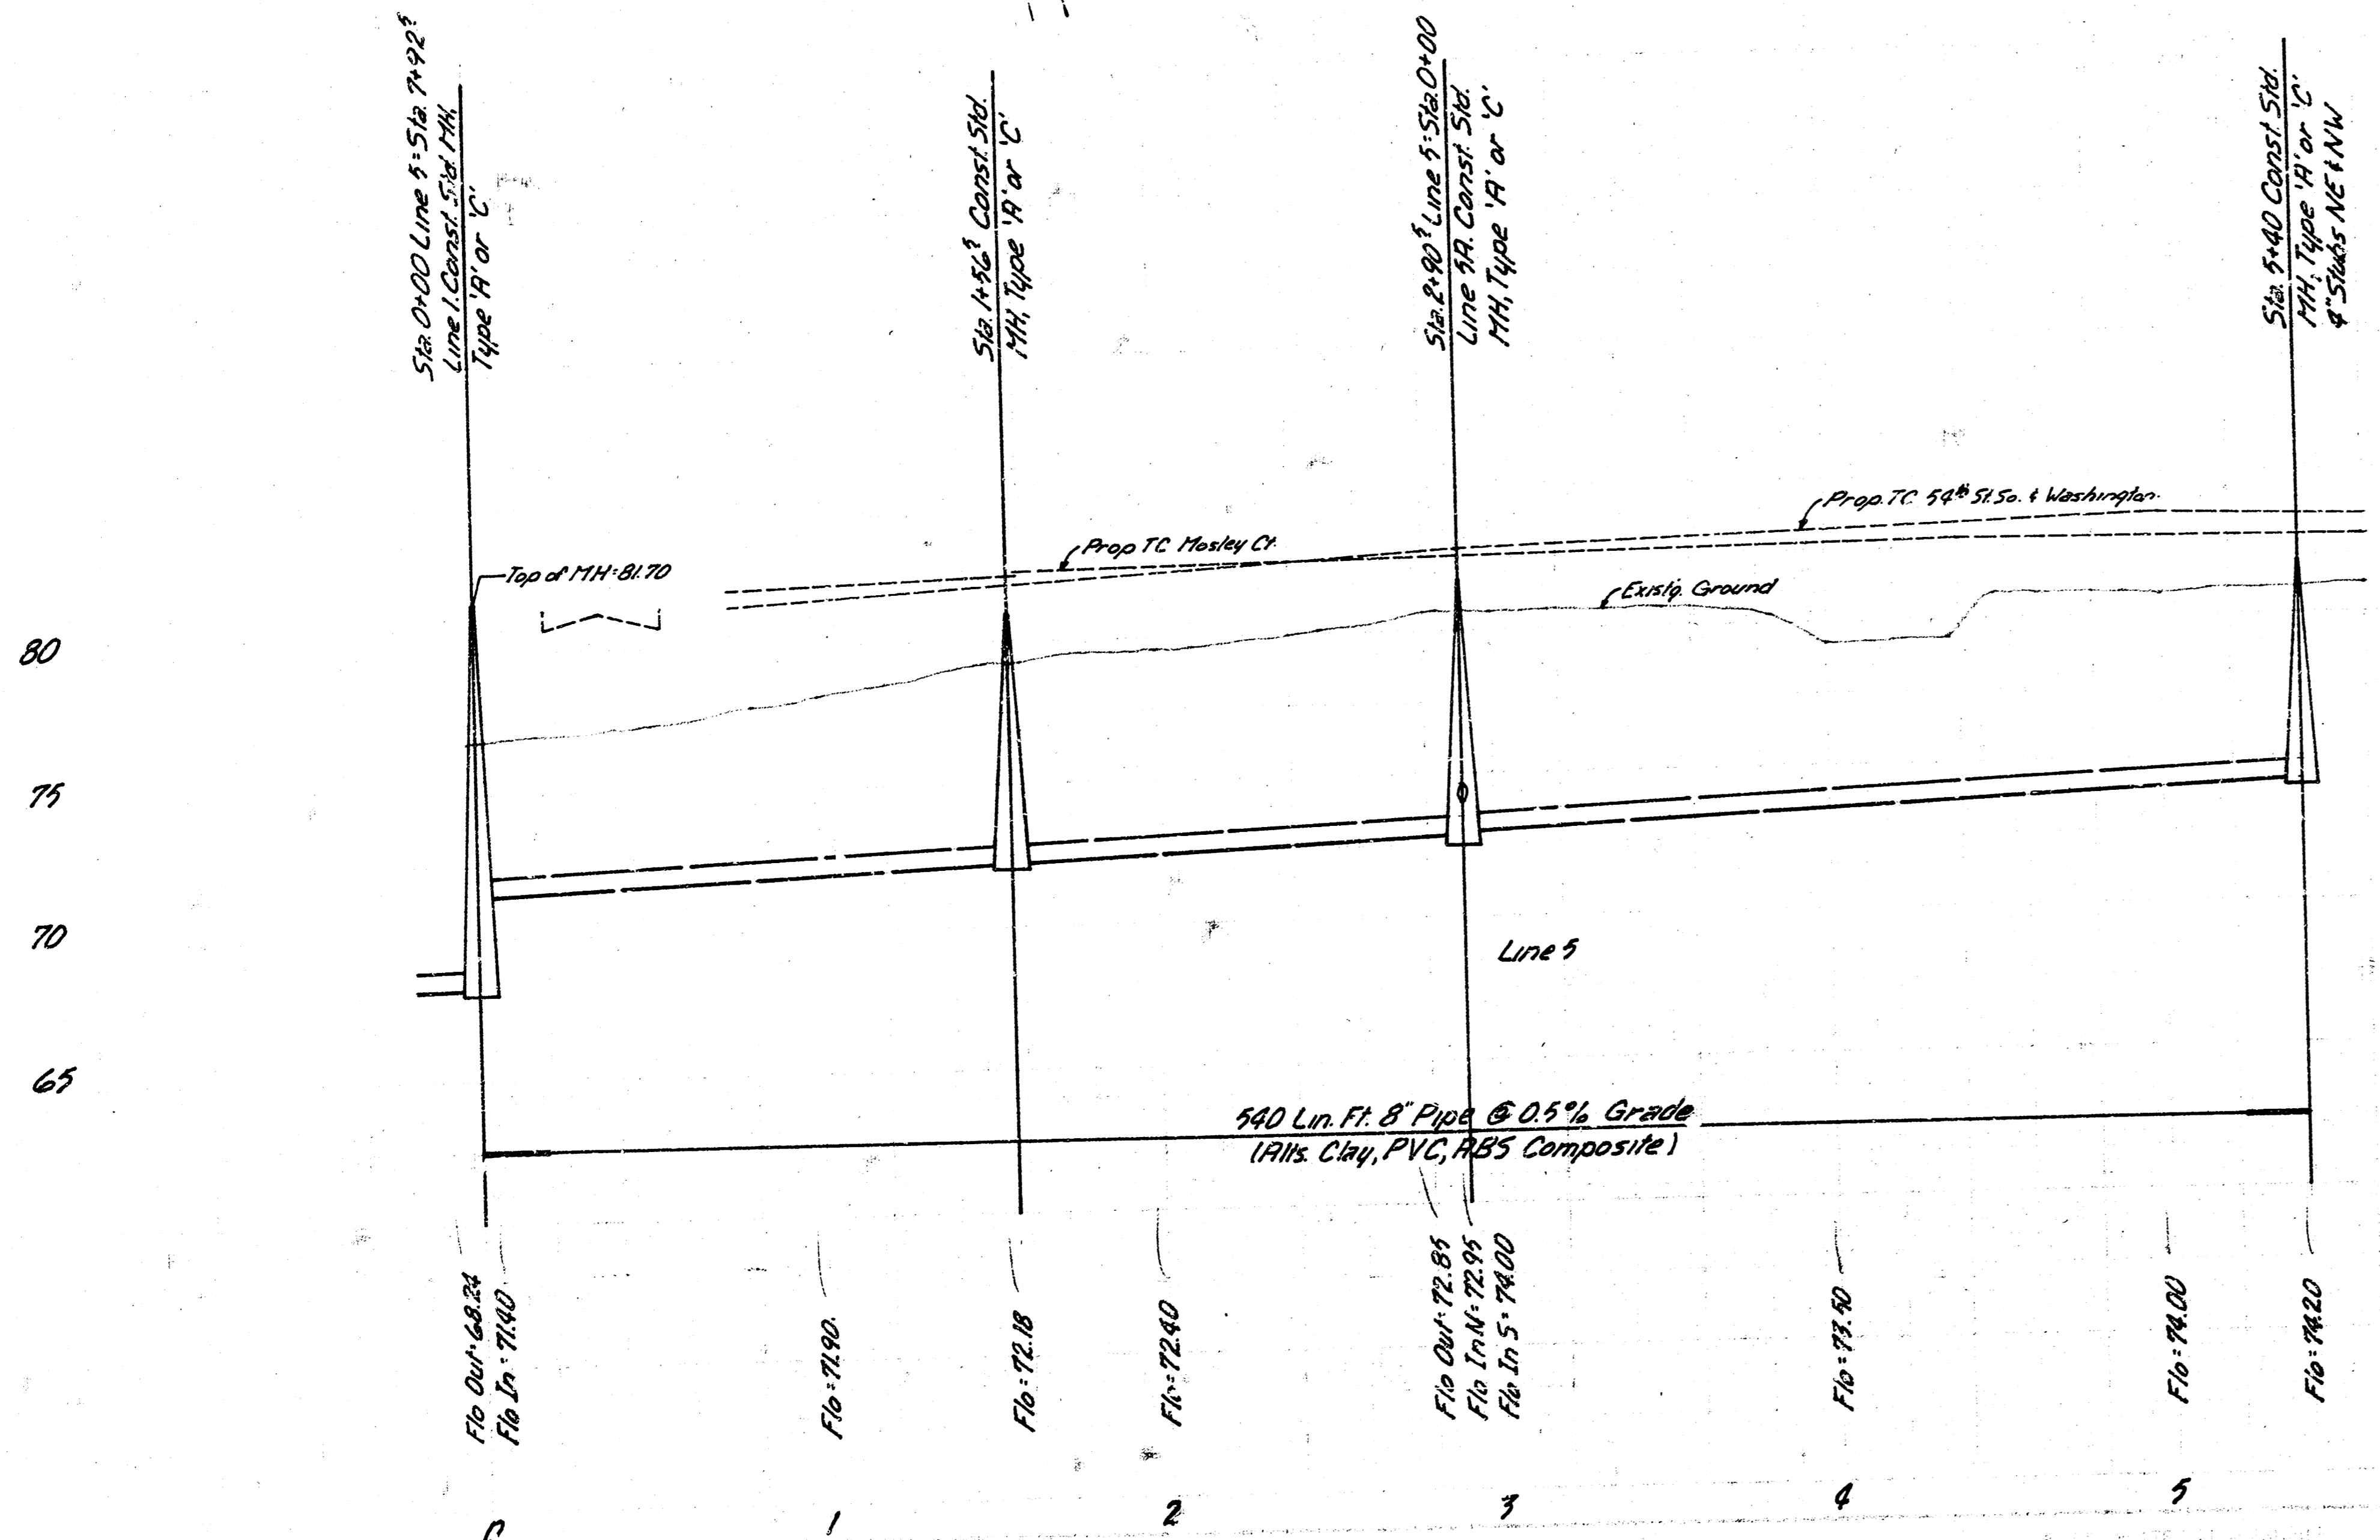 Sta. 0+00 Line 5 = Sta. 7+92⁵
Line 1. Const. Std. MH,
Type 'A' or 'C'
Sta. 1+56⁵ Const. Std.
MH, Type 'A' or 'C'
Sta. 2+90⁵ Line 5 = Sta. 0+00
Line 5A. Const. Std.
MH, Type 'A' or 'C'
Sta. 5+40 Const. Std.
MH, Type 'A' or 'C'
4" Stubs NE & NW
Prop. TC 54th St. So. & Washington.
Prop TC Mosley Ct.
Top of MH = 81.70
Exist'g. Ground
80
75
70
65
Line 5
540 Lin. Ft. 8" Pipe @ 0.5% Grade
(Alts. Clay, PVC, ABS Composite)
Flo Out = 68.24
Flo In = 71.40
Flo = 71.90
Flo = 72.18
Flo = 72.40
Flo Out = 72.85
Flo In N = 72.95
Flo In S = 74.00
Flo = 73.50
Flo = 74.00
Flo = 74.20
0 1 2 3 4 5